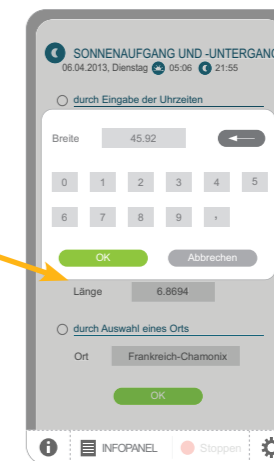 SONNENAUFGANG UND -UNTERGANG
06.04.2013, Dienstag 05:06 21:55
durch Eingabe der Uhrzeiten
Breite 45.92
0 1 2 3 4 5
6 7 8 9 ,
OK Abbrechen
Länge 6.8694
durch Auswahl eines Orts
Ort Frankreich-Chamonix
OK
INFOPANEL Stoppen